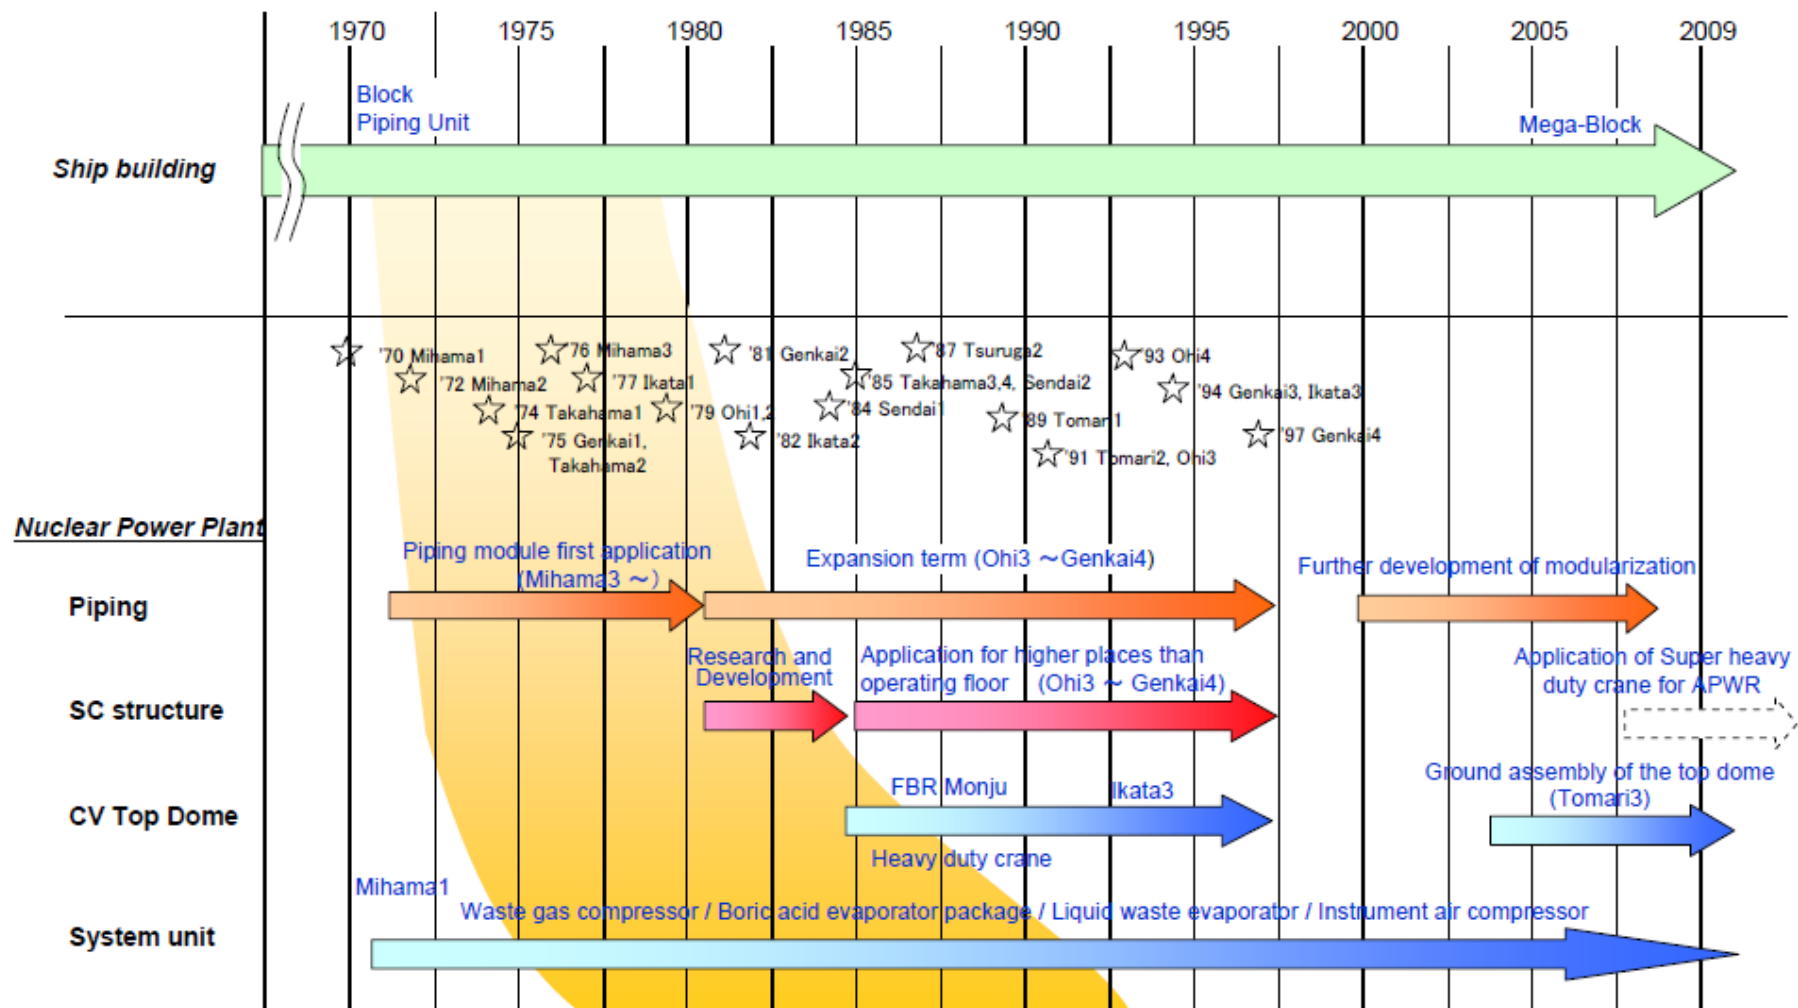 1970 1975 1980 1985 1990 1995 2000 2005 2009
Block
Piping Unit
Mega-Block
Ship building
'70 Mihama1
'76 Mihama3
'81 Genkai2
'87 Tsuruga2
'93 Ohi4
'72 Mihama2
'77 Ikata1
'85 Takahama3,4, Sendai2
'94 Genkai3, Ikata3
'74 Takahama1
'79 Ohi1,2
'84 Sendai1
'89 Tomari1
'75 Genkai1,
Takahama2
'82 Ikata2
'91 Tomari2, Ohi3
'97 Genkai4
Nuclear Power Plant
Piping module first application
(Mihama3 ～)
Expansion term (Ohi3 ～Genkai4)
Further development of modularization
Piping
Research and
Development
Application for higher places than
operating floor (Ohi3 ～ Genkai4)
Application of Super heavy
duty crane for APWR
SC structure
FBR Monju
Ikata3
Ground assembly of the top dome
(Tomari3)
CV Top Dome
Heavy duty crane
Mihama1
Waste gas compressor / Boric acid evaporator package / Liquid waste evaporator / Instrument air compressor
System unit